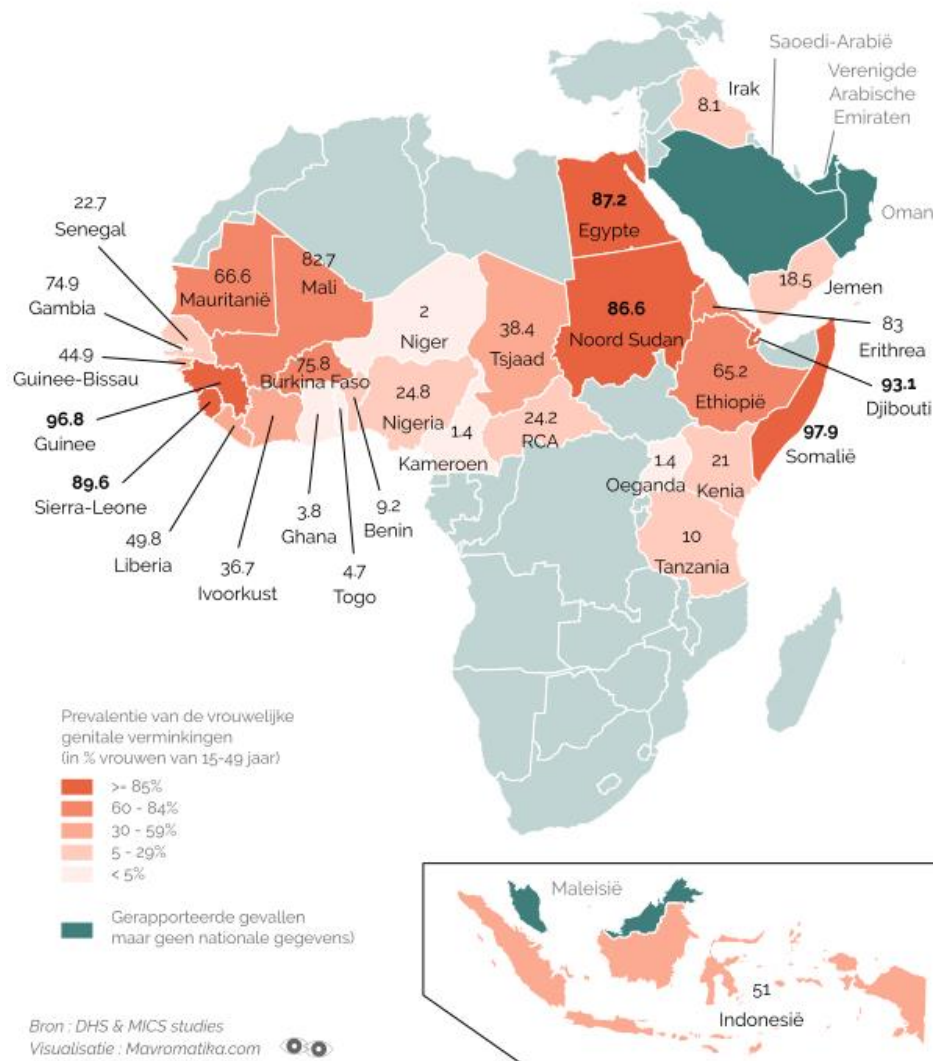 Saoedi-Arabië
Verenigde
Arabische
Emiraten
Irak
8.1
Oman
22.7
Senegal
74.9
Gambia
44.9
Guinee-Bissau
96.8
Guinee
89.6
Sierra-Leone
49.8
Liberia
36.7
Ivoorkust
3.8
Ghana
4.7
Togo
9.2
Benin
66.6
Mauritanië
82.7
Mali
75.8
Burkina Faso
2
Niger
24.8
Nigeria
1.4
Kameroen
38.4
Tsjaad
24.2
RCA
87.2
Egypte
86.6
Noord Sudan
18.5
Jemen
83
Erithrea
93.1
Djibouti
65.2
Ethiopië
97.9
Somalië
1.4
Oeganda
21
Kenia
10
Tanzania
Prevalentie van de vrouwelijke
genitale verminkingen
(in % vrouwen van 15-49 jaar)
>= 85%
60 - 84%
30 - 59%
5 - 29%
< 5%
Gerapporteerde gevallen
maar geen nationale gegevens)
Maleisië
51
Indonesië
Bron : DHS & MICS studies
Visualisatie : Mavromatika.com